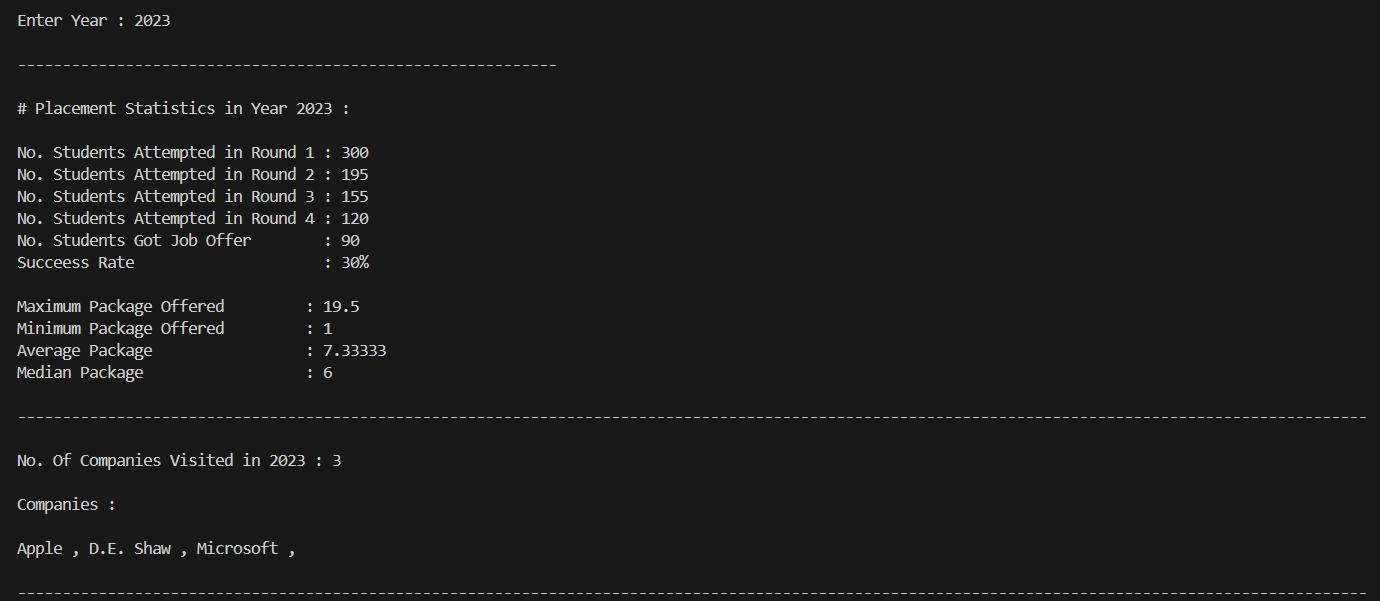 Enter Year : 2023
------------------------------------------------------------
# Placement Statistics in Year 2023 :
No. Students Attempted in Round 1 : 300
No. Students Attempted in Round 2 : 195
No. Students Attempted in Round 3 : 155
No. Students Attempted in Round 4 : 120
No. Students Got Job Offer        : 90
Succeess Rate                     : 30%
Maximum Package Offered         : 19.5
Minimum Package Offered         : 1
Average Package                 : 7.33333
Median Package                  : 6
------------------------------------------------------------------------------------------------------------------------------------------------------
No. Of Companies Visited in 2023 : 3
Companies :
Apple , D.E. Shaw , Microsoft ,
------------------------------------------------------------------------------------------------------------------------------------------------------